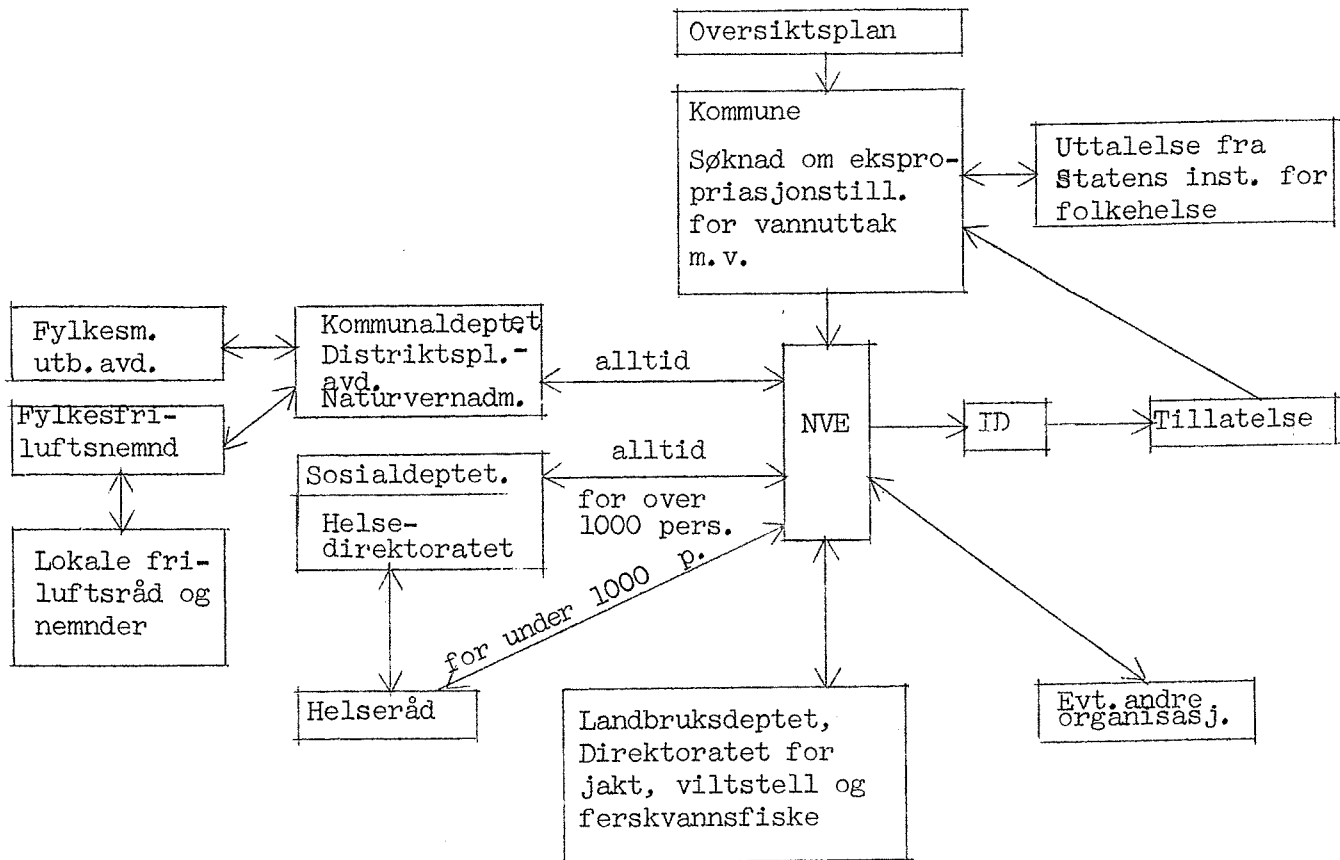 Oversiktsplan
Kommune
Søknad om ekspro-
priasjonstill.
for vannuttak
m.v.
Uttalelse fra
Statens inst. for
folkehelse
Fylkesm.
utb.avd.
Kommunaldeptet.
Distriktspl.-
avd.
Naturvernadm.
alltid
NVE
ID
Tillatelse
Fylkesfri-
luftsnemnd
Sosialdeptet.
Helse-
direktoratet
alltid
for over
1000 pers.
Lokale fri-
luftsråd og
nemnder
for under 1000 p.
Helseråd
Landbruksdeptet,
Direktoratet for
jakt, viltstell og
ferskvannsfiske
Evt.andre
organisasj.